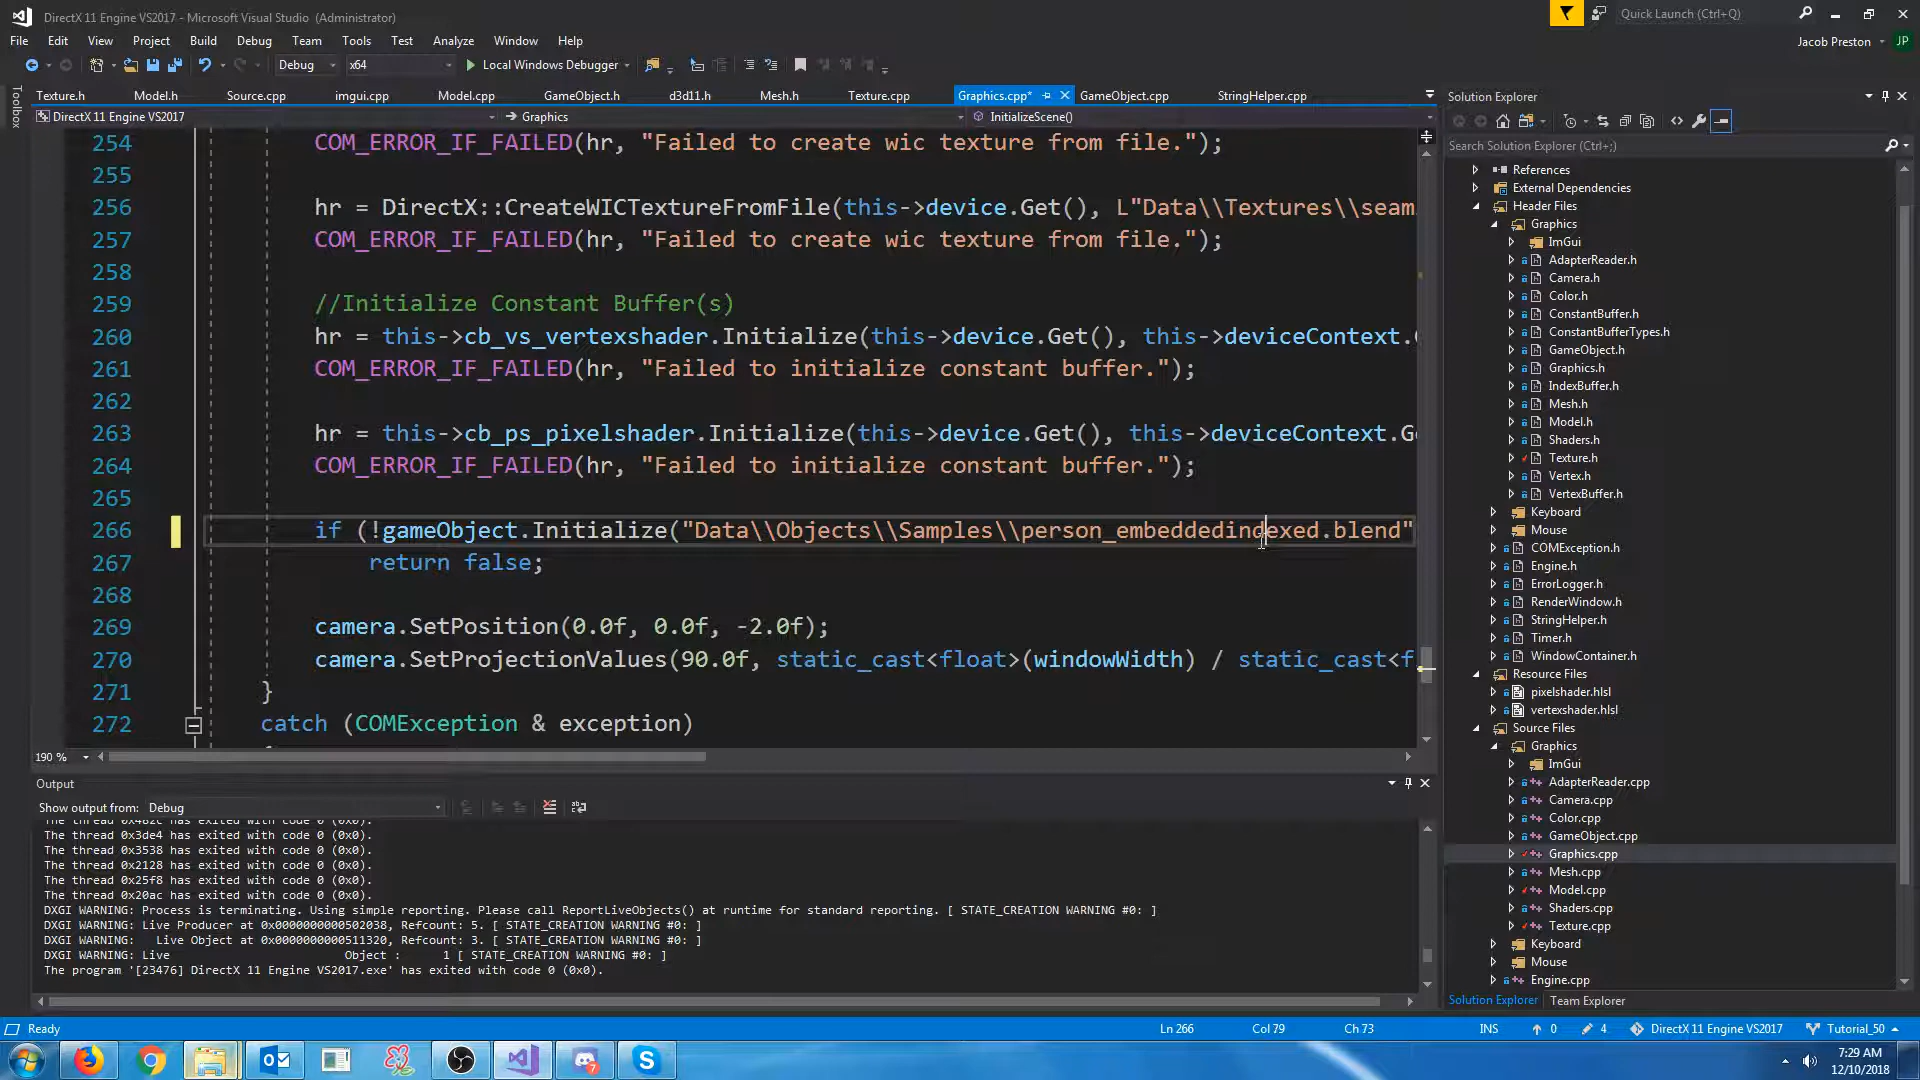 DirectX 11 Engine VS2017 - Microsoft Visual Studio (Administrator)
Quick Launch (Ctrl+Q)
File Edit View Project Build Debug Team Tools Test Analyze Window Help
Jacob Preston JP
Debug x64 Local Windows Debugger
Toolbox
Texture.h Model.h Source.cpp imgui.cpp Model.cpp GameObject.h d3d11.h Mesh.h Texture.cpp Graphics.cpp* GameObject.cpp StringHelper.cpp
DirectX 11 Engine VS2017 Graphics InitializeScene()
254 COM_ERROR_IF_FAILED(hr, "Failed to create wic texture from file.");
255
256 hr = DirectX::CreateWICTextureFromFile(this->device.Get(), L"Data\\Textures\\seam
257 COM_ERROR_IF_FAILED(hr, "Failed to create wic texture from file.");
258
259 //Initialize Constant Buffer(s)
260 hr = this->cb_vs_vertexshader.Initialize(this->device.Get(), this->deviceContext.
261 COM_ERROR_IF_FAILED(hr, "Failed to initialize constant buffer.");
262
263 hr = this->cb_ps_pixelshader.Initialize(this->device.Get(), this->deviceContext.Ge
264 COM_ERROR_IF_FAILED(hr, "Failed to initialize constant buffer.");
265
266 if (!gameObject.Initialize("Data\\Objects\\Samples\\person_embeddedindexed.blend"
267 return false;
268
269 camera.SetPosition(0.0f, 0.0f, -2.0f);
270 camera.SetProjectionValues(90.0f, static_cast<float>(windowWidth) / static_cast<f
271 }
272 catch (COMException & exception)
190 %
Output
Show output from: Debug
The thread 0x482c has exited with code 0 (0x0).
The thread 0x3de4 has exited with code 0 (0x0).
The thread 0x3538 has exited with code 0 (0x0).
The thread 0x2128 has exited with code 0 (0x0).
The thread 0x25f8 has exited with code 0 (0x0).
The thread 0x20ac has exited with code 0 (0x0).
DXGI WARNING: Process is terminating. Using simple reporting. Please call ReportLiveObjects() at runtime for standard reporting. [ STATE_CREATION WARNING #0: ]
DXGI WARNING: Live Producer at 0x0000000000502038, Refcount: 5. [ STATE_CREATION WARNING #0: ]
DXGI WARNING: Live Object at 0x0000000000511320, Refcount: 3. [ STATE_CREATION WARNING #0: ]
DXGI WARNING: Live Object : 1 [ STATE_CREATION WARNING #0: ]
The program '[23476] DirectX 11 Engine VS2017.exe' has exited with code 0 (0x0).
Solution Explorer
Search Solution Explorer (Ctrl+;)
References
External Dependencies
Header Files
Graphics
ImGui
AdapterReader.h
Camera.h
Color.h
ConstantBuffer.h
ConstantBufferTypes.h
GameObject.h
Graphics.h
IndexBuffer.h
Mesh.h
Model.h
Shaders.h
Texture.h
Vertex.h
VertexBuffer.h
Keyboard
Mouse
COMException.h
Engine.h
ErrorLogger.h
RenderWindow.h
StringHelper.h
Timer.h
WindowContainer.h
Resource Files
pixelshader.hlsl
vertexshader.hlsl
Source Files
Graphics
ImGui
AdapterReader.cpp
Camera.cpp
Color.cpp
GameObject.cpp
Graphics.cpp
Mesh.cpp
Model.cpp
Shaders.cpp
Texture.cpp
Keyboard
Mouse
Engine.cpp
Solution Explorer Team Explorer
Ready Ln 266 Col 79 Ch 73 INS 0 4 DirectX 11 Engine VS2017 Tutorial_50
7:29 AM
12/10/2018